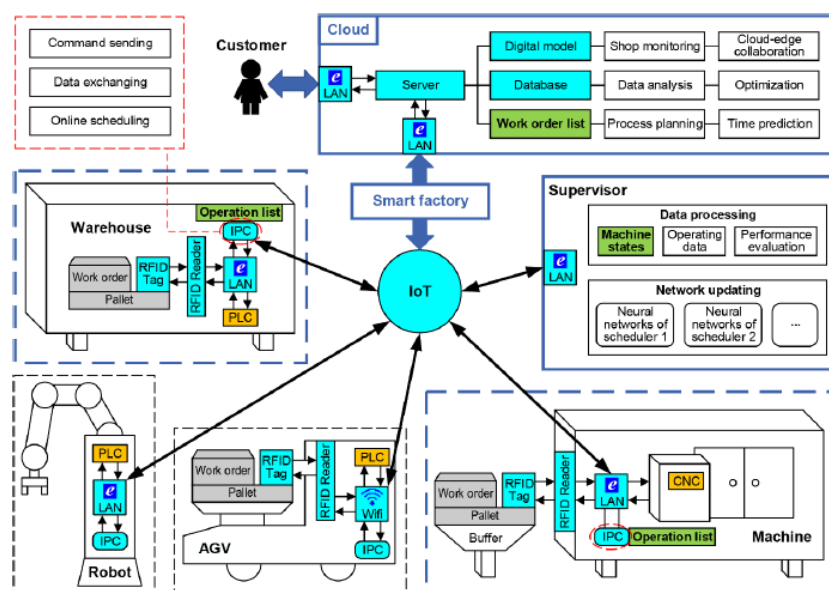 Command sending
Data exchanging
Online scheduling
Customer
Cloud
e
LAN
Server
e
LAN
Digital model
Shop monitoring
Cloud-edge
collaboration
Database
Data analysis
Optimization
Work order list
Process planning
Time prediction
Smart factory
Warehouse
Operation list
IPC
Work order
Pallet
RFID
Tag
RFID Reader
e
LAN
PLC
IoT
Supervisor
e
LAN
Data processing
Machine
states
Operating
data
Performance
evaluation
Network updating
Neural
networks of
scheduler 1
Neural
networks of
scheduler 2
...
PLC
e
LAN
IPC
Robot
Work order
Pallet
RFID
Tag
RFID Reader
PLC
Wifi
IPC
AGV
Work order
Pallet
Buffer
RFID
Tag
RFID Reader
e
LAN
CNC
IPC
Operation list
Machine